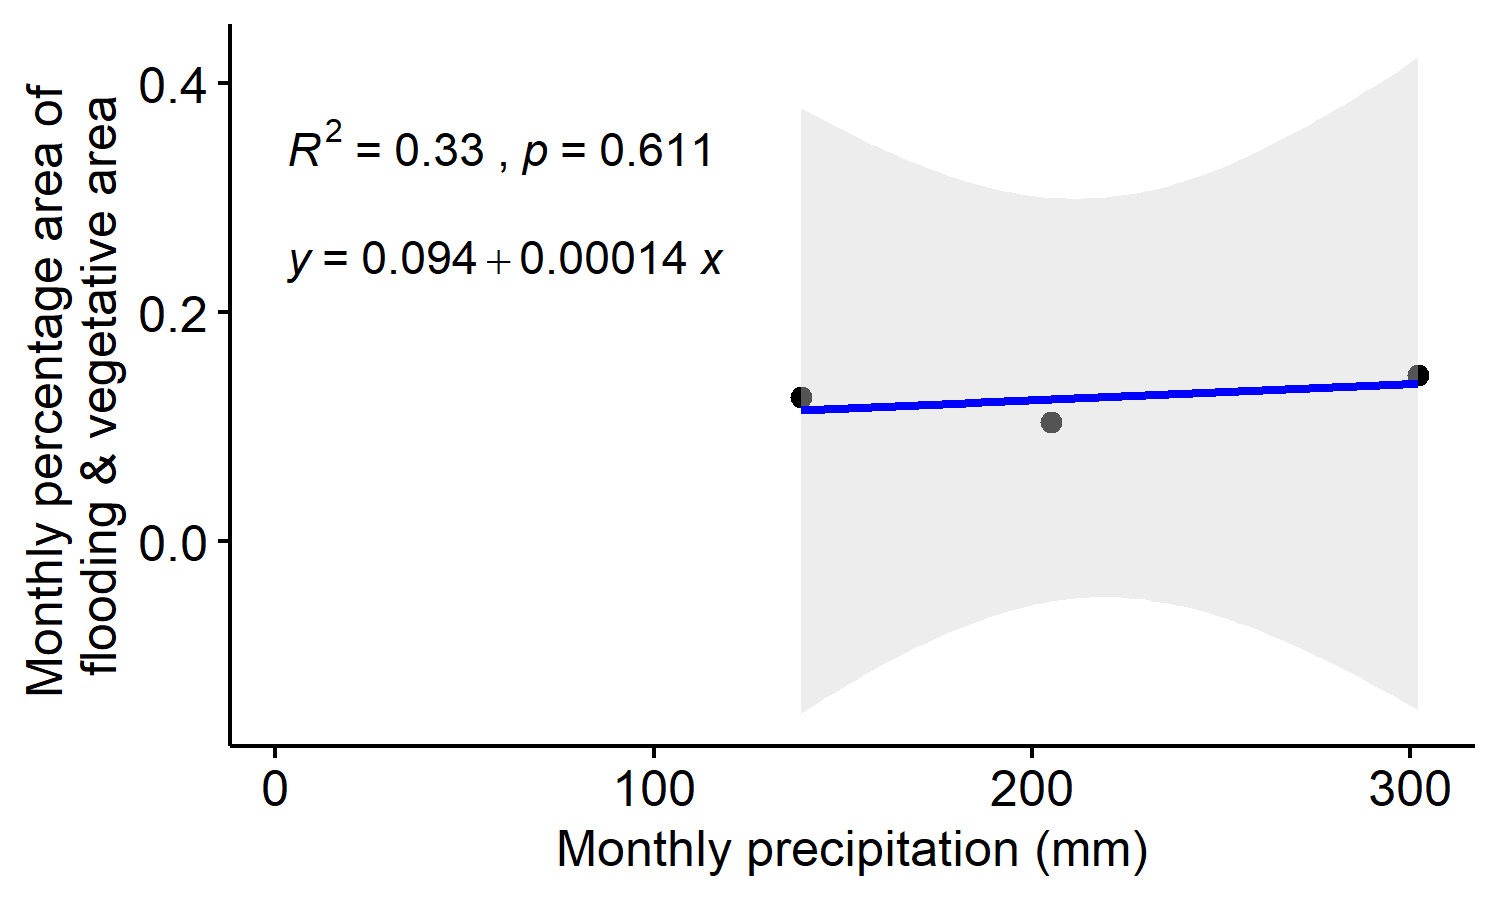 Monthly percentage area of
flooding & vegetative area
0.4
0.2
0.0
R² = 0.33 , p = 0.611
y = 0.094 + 0.00014 x
0 100 200 300
Monthly precipitation (mm)